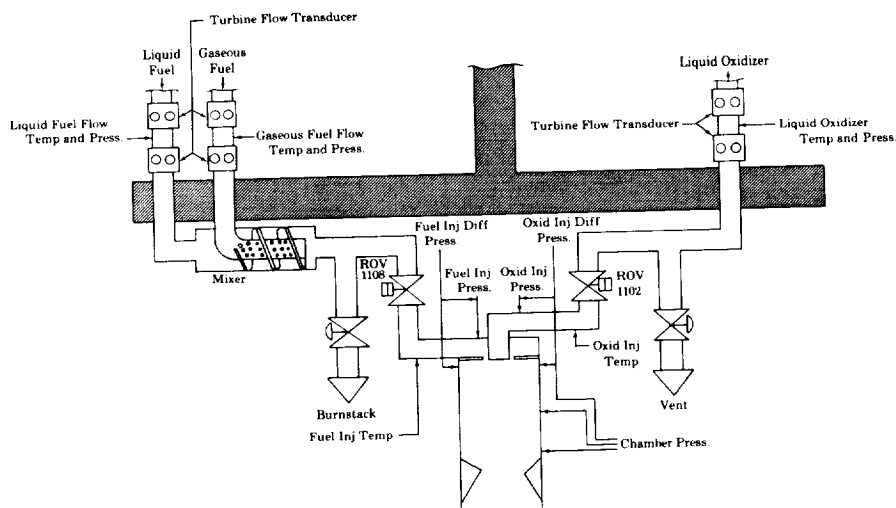 Turbine Flow Transducer
Liquid
Fuel
Gaseous
Fuel
Liquid Oxidizer
Liquid Fuel Flow
Temp and Press.
Gaseous Fuel Flow
Temp and Press.
Turbine Flow Transducer
Liquid Oxidizer
Temp and Press.
Fuel Inj Diff
Press.
Oxid Inj Diff
Press.
Mixer
ROV
1108
Fuel Inj
Press.
Oxid Inj
Press.
ROV
1102
Oxid Inj
Temp
Burnstack
Vent
Fuel Inj Temp
Chamber Press.